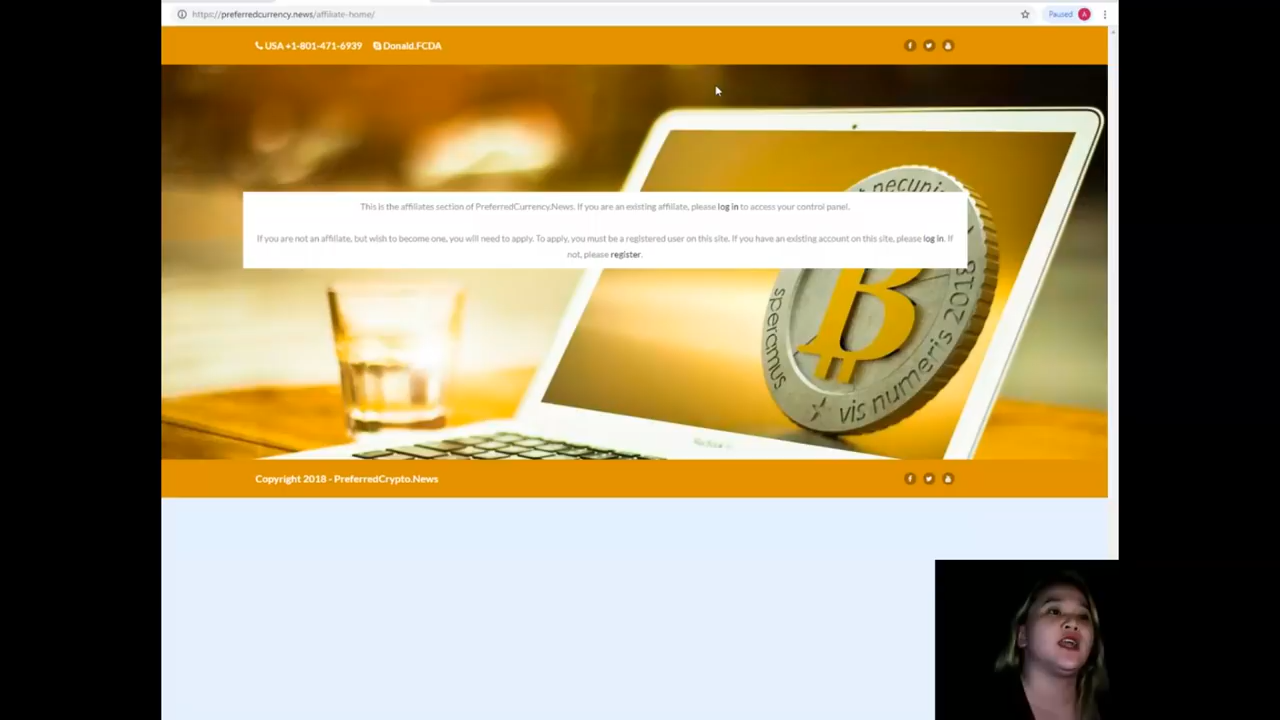 https://preferredcurrency.news/affiliate-home/
Paused
A
USA +1-801-471-6939 Donald.FCDA
This is the affiliates section of PreferredCurrency.News. If you are an existing affiliate, please log in to access your control panel.
If you are not an affiliate, but wish to become one, you will need to apply. To apply, you must be a registered user on this site. If you have an existing account on this site, please log in. If
not, please register.
speramus
vis numeris 2018
Copyright 2018 - PreferredCrypto.News